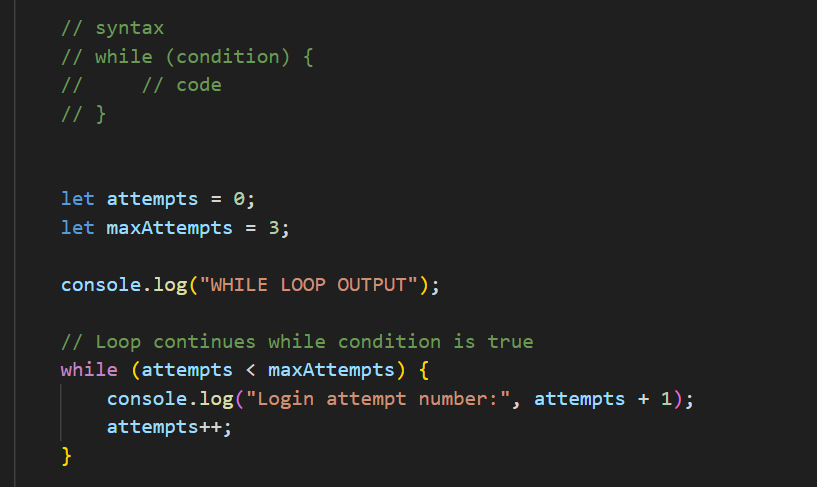 // syntax
// while (condition) {
//     // code
// }
let attempts = 0;
let maxAttempts = 3;
console.log("WHILE LOOP OUTPUT");
// Loop continues while condition is true
while (attempts < maxAttempts) {
    console.log("Login attempt number:", attempts + 1);
    attempts++;
}